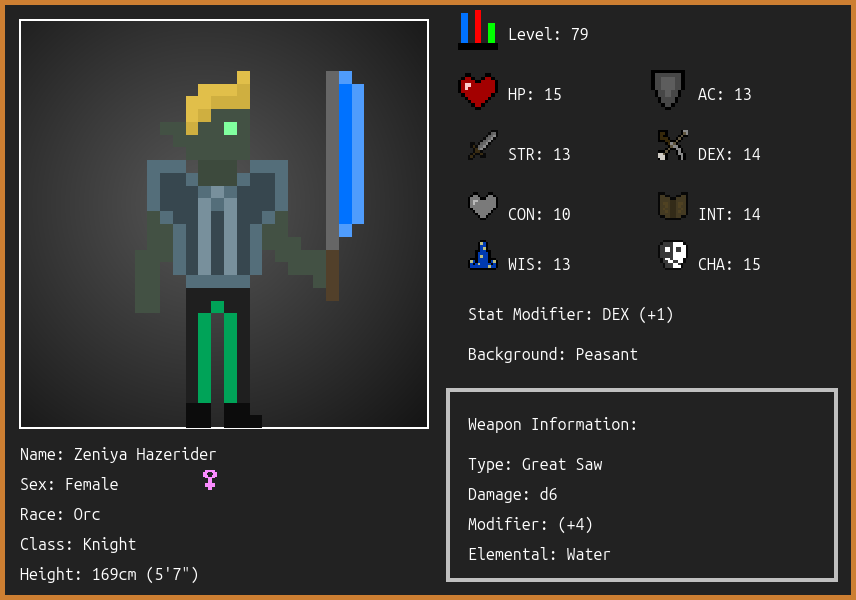 Level: 79
HP: 15
AC: 13
STR: 13
DEX: 14
CON: 10
INT: 14
WIS: 13
CHA: 15
Stat Modifier: DEX (+1)
Background: Peasant
Weapon Information:
Type: Great Saw
Damage: d6
Modifier: (+4)
Elemental: Water
Name: Zeniya Hazerider
Sex: Female
Race: Orc
Class: Knight
Height: 169cm (5'7")